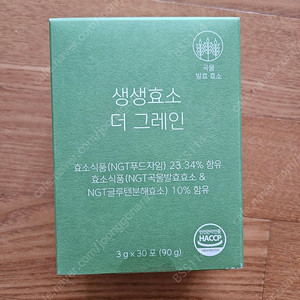 곡물
발효 효소
생생효소
더 그레인
효소식품(NGT푸드자임) 23.34% 함유
효소식품(NGT곡물발효효소 &
NGT글루텐분해효소) 10% 함유
3 g x 30 포 (90 g)
HACCP